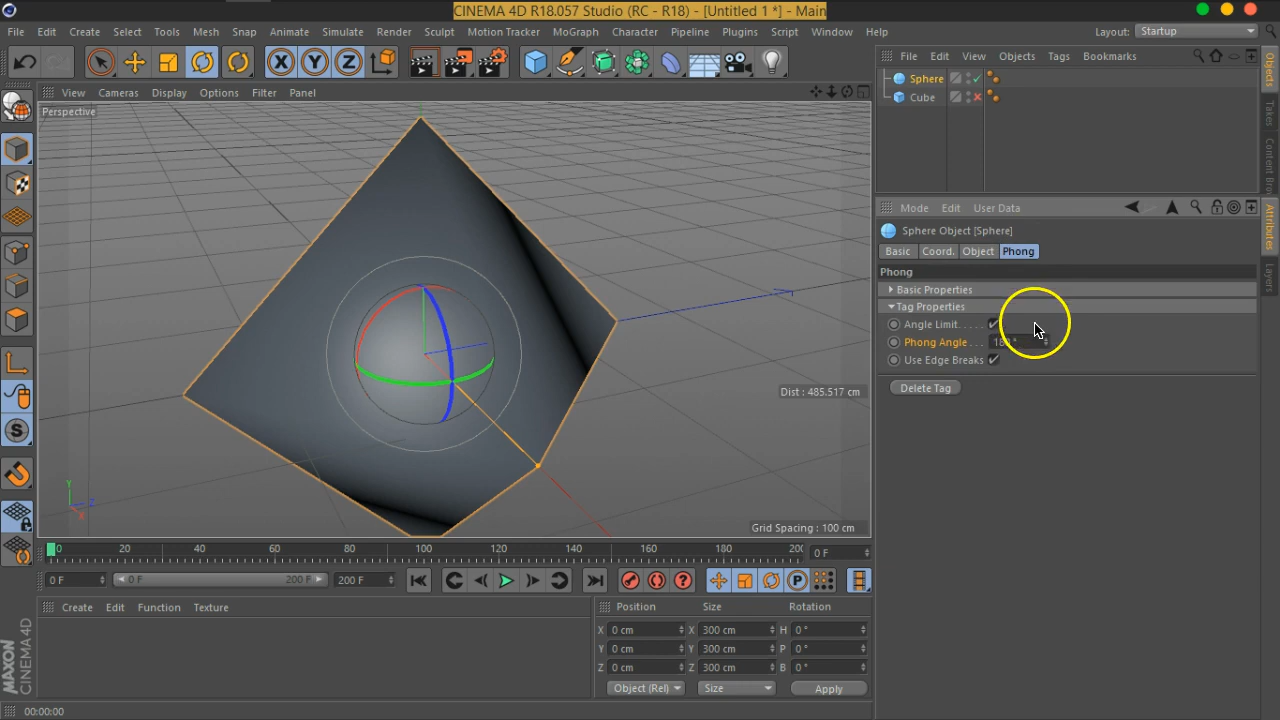 CINEMA 4D R18.057 Studio (RC - R18) - [Untitled 1 *] - Main
File Edit Create Select Tools Mesh Snap Animate Simulate Render Sculpt Motion Tracker MoGraph Character Pipeline Plugins Script Window Help Layout: Startup
File Edit View Objects Tags Bookmarks
Sphere
Cube
Objects
Takes
Content Bro
View Cameras Display Options Filter Panel
Perspective
Dist : 485.517 cm
Grid Spacing : 100 cm
Y
Z
X
Mode Edit User Data
Sphere Object [Sphere]
Basic Coord. Object Phong
Phong
Basic Properties
Tag Properties
Angle Limit. . . . .
Phong Angle . . .
Use Edge Breaks
Delete Tag
Attributes
Layers
0 20 40 60 80 100 120 140 160 180 200 0 F
0 F 0 F 200 F 200 F
Create Edit Function Texture
Position Size Rotation
X 0 cm X 300 cm H 0 °
Y 0 cm Y 300 cm P 0 °
Z 0 cm Z 300 cm B 0 °
Object (Rel) Size Apply
MAXON
CINEMA 4D
00:00:00